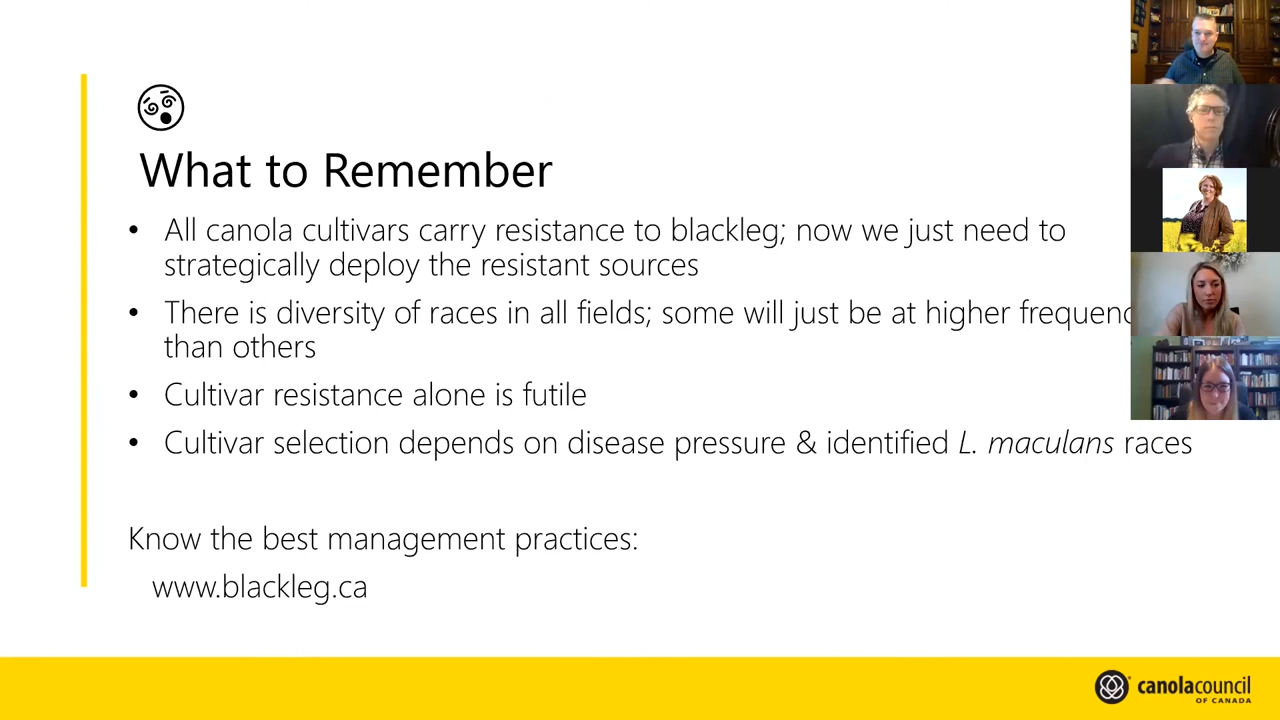 What to Remember
• All canola cultivars carry resistance to blackleg; now we just need to
strategically deploy the resistant sources
• There is diversity of races in all fields; some will just be at higher
than others
• Cultivar resistance alone is futile
• Cultivar selection depends on disease pressure & identified L. maculans races
Know the best management practices:
www.blackleg.ca
canolacouncil
OF CANADA